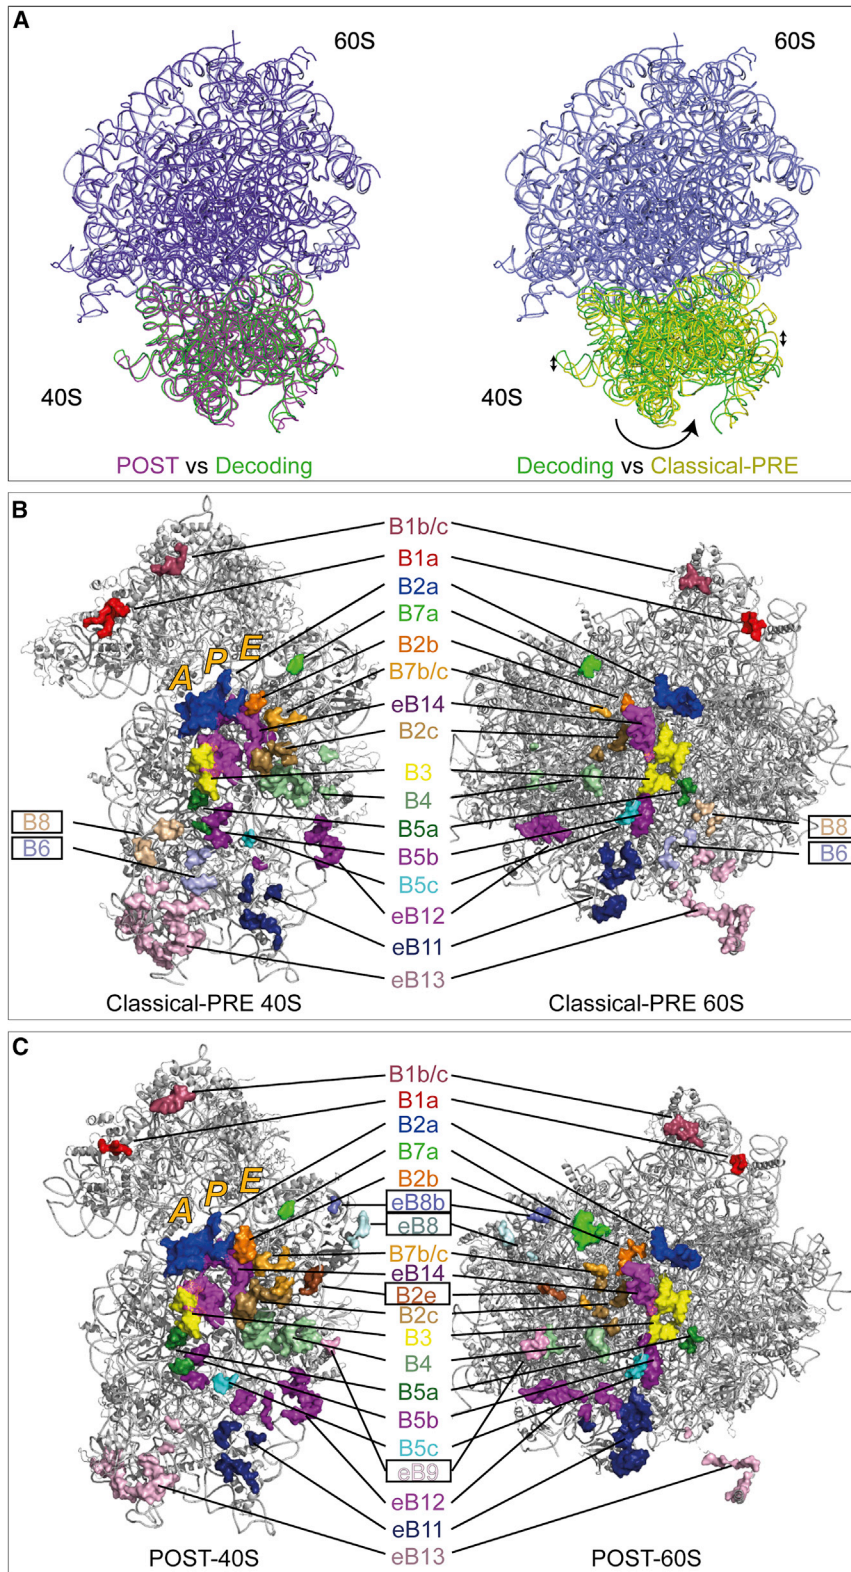 A
60S
60S
40S
40S
POST vs Decoding
Decoding vs Classical-PRE
B
B1b/c
B1a
B2a
B7a
B2b
B7b/c
eB14
B2c
B3
B4
B5a
B5b
B5c
eB12
eB11
eB13
A P E
B8
B6
B8
B6
Classical-PRE 40S
Classical-PRE 60S
C
B1b/c
B1a
B2a
B7a
B2b
eB8b
eB8
B7b/c
eB14
B2e
B2c
B3
B4
B5a
B5b
B5c
eB9
eB12
eB11
eB13
A P E
POST-40S
POST-60S